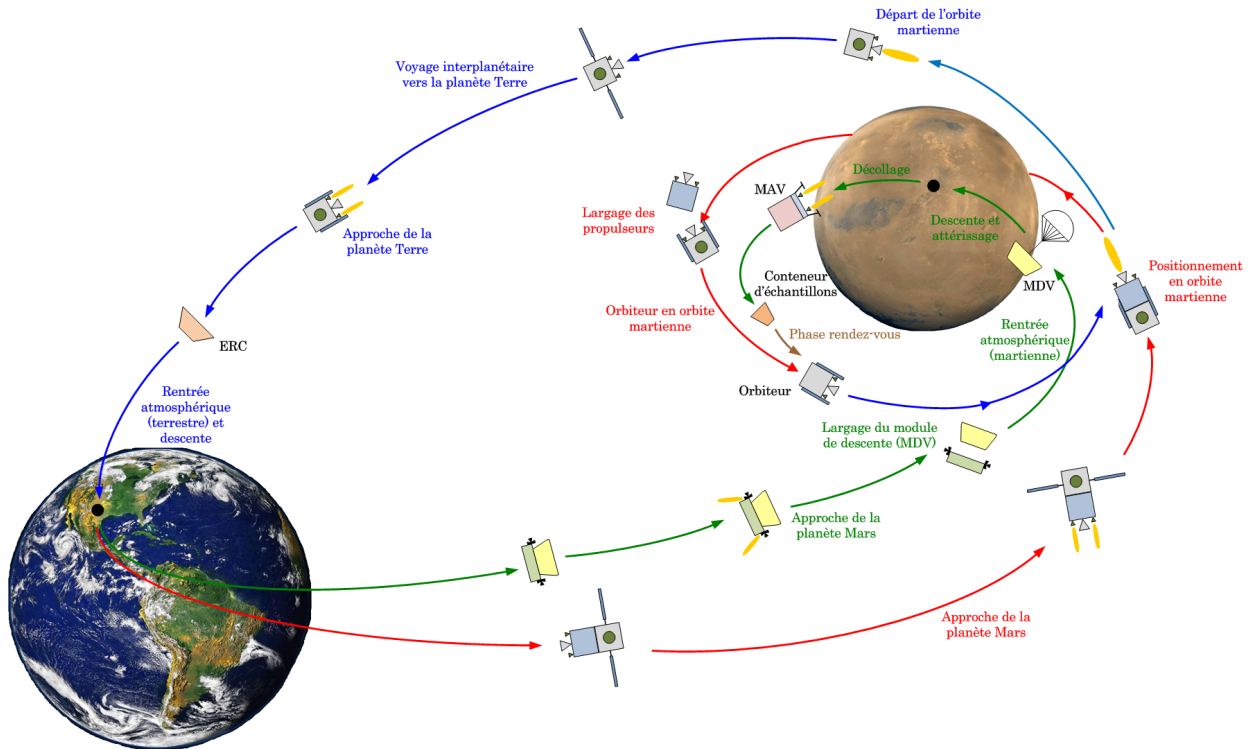 Départ de l'orbite
martienne
Voyage interplanétaire
vers la planète Terre
Décollage
MAV
Largage des
propulseurs
Descente et
attérissage
Approche de la
planète Terre
Conteneur
d'échantillons
MDV
Positionnement
en orbite
martienne
Orbiteur en orbite
martienne
Phase rendez-vous
Rentrée
atmosphérique
(martienne)
ERC
Orbiteur
Rentrée
atmosphérique
(terrestre) et
descente
Largage du module
de descente (MDV)
Approche de la
planète Mars
Approche de la
planète Mars